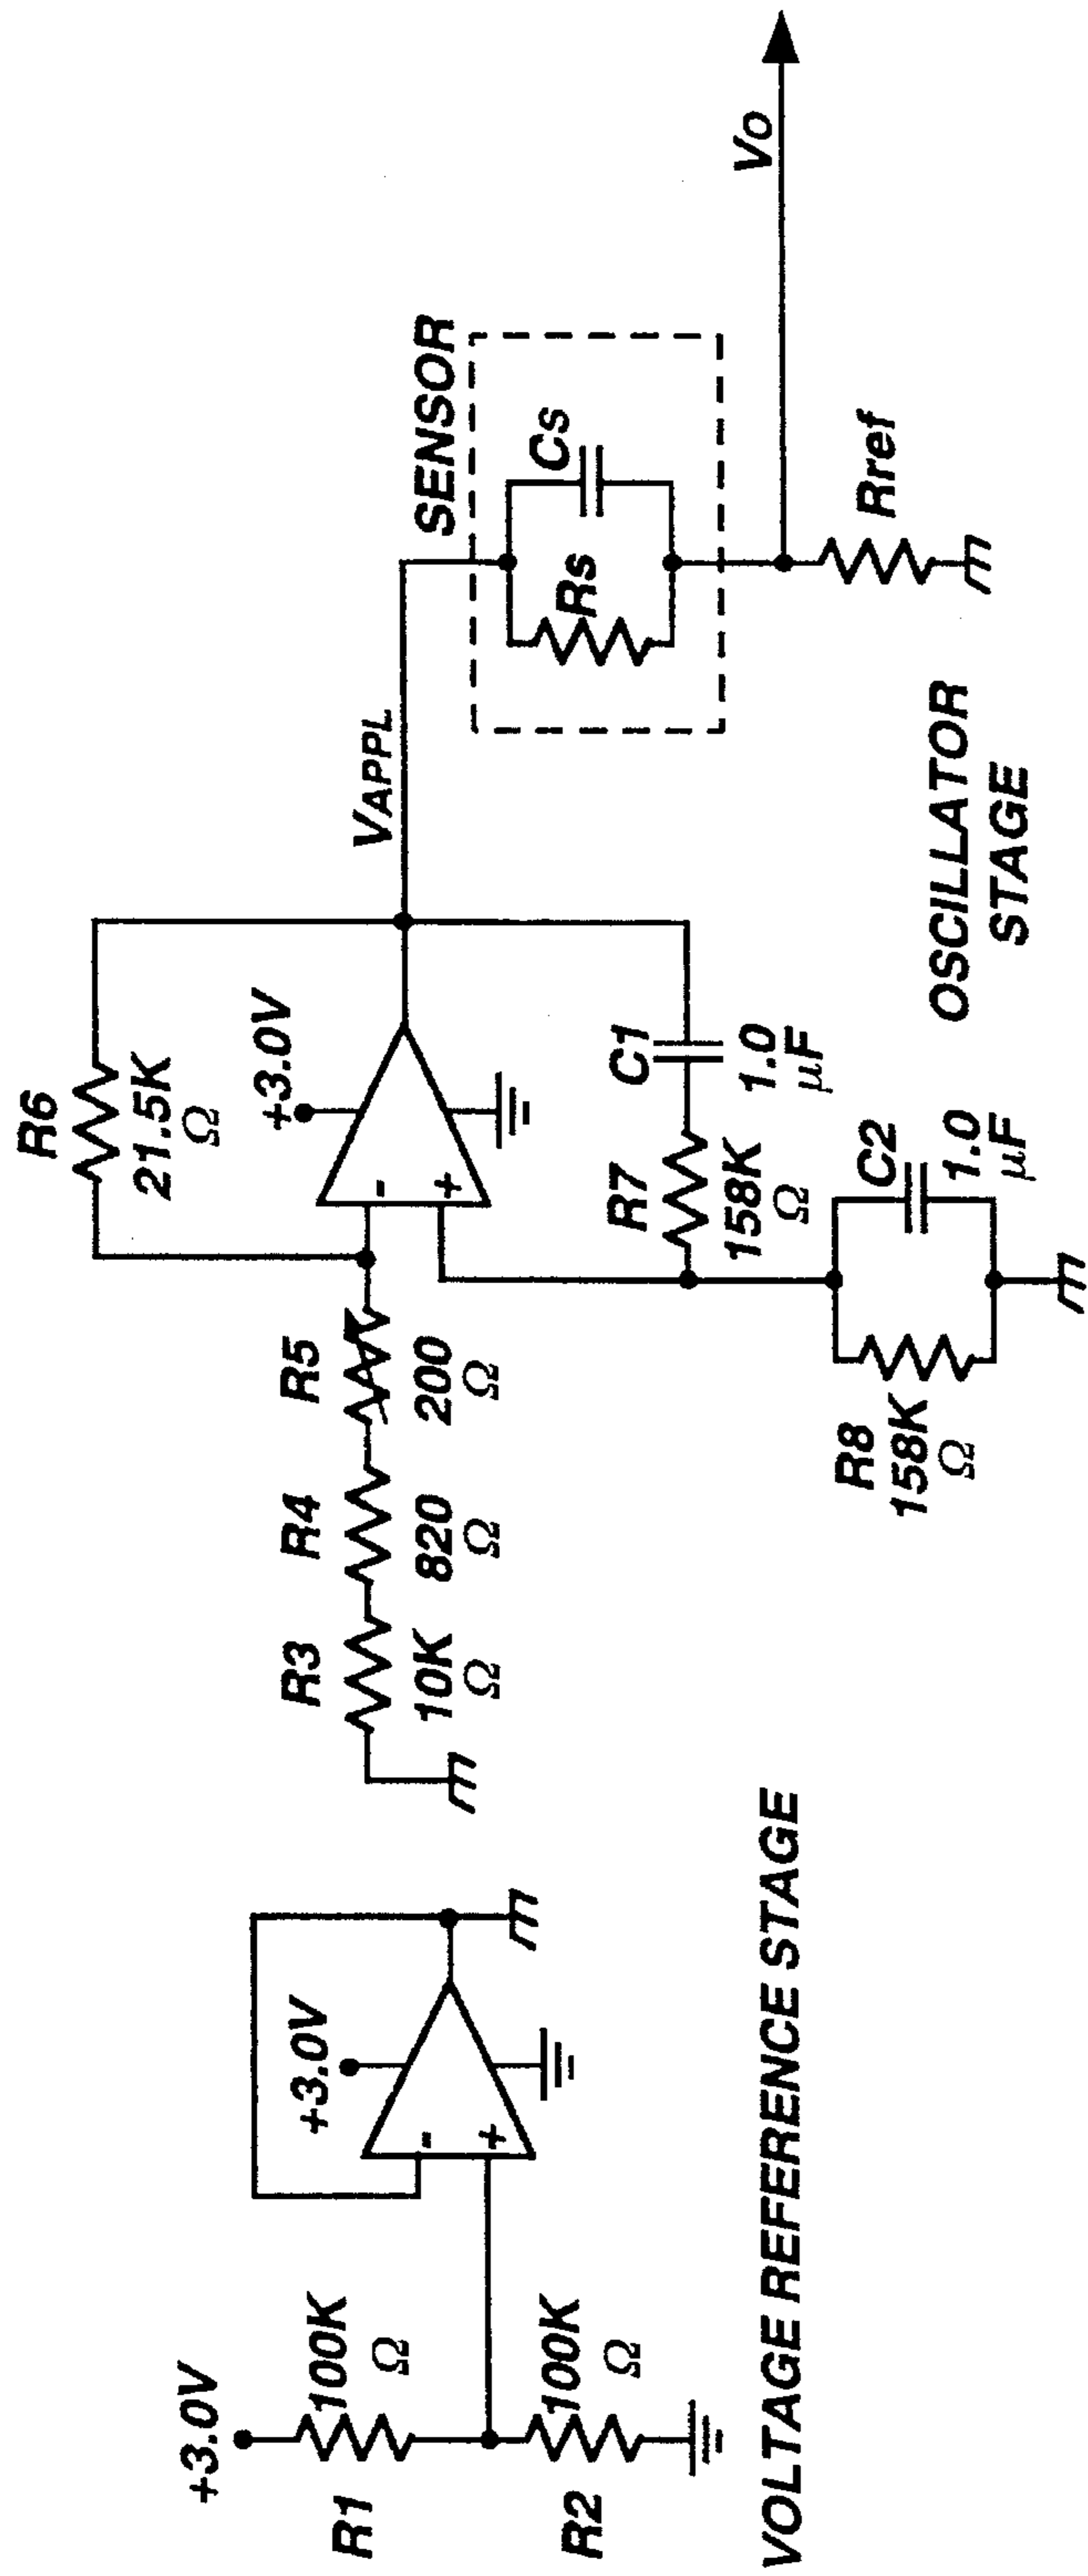 +3.0V
R1
100K
Ω
R2
100K
Ω
+3.0V
-
+
VOLTAGE REFERENCE STAGE
R3
10K
Ω
R4
820
Ω
R5
200
Ω
R6
21.5K
Ω
+3.0V
-
+
R7
158K
Ω
C1
1.0
μF
R8
158K
Ω
C2
1.0
μF
VAPPL
SENSOR
Rs
Cs
Rref
Vo
OSCILLATOR
STAGE